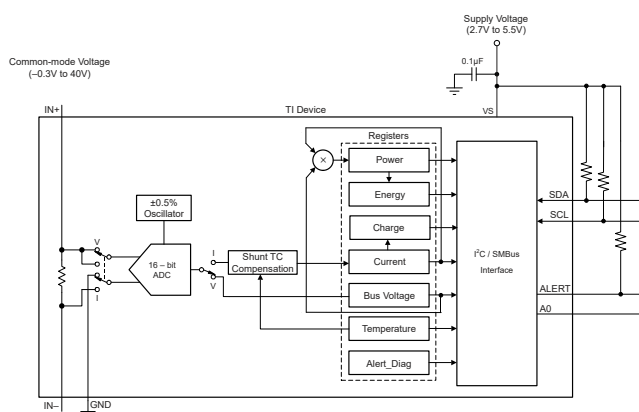 Supply Voltage
(2.7V to 5.5V)
0.1µF
Common-mode Voltage
(–0.3V to 40V)
IN+
TI Device
VS
Registers
×
Power
Energy
Charge
Current
Bus Voltage
Temperature
Alert_Diag
±0.5%
Oscillator
V
I
16 – bit
ADC
I
V
Shunt TC
Compensation
I²C / SMBus
Interface
SDA
SCL
ALERT
A0
IN–
GND